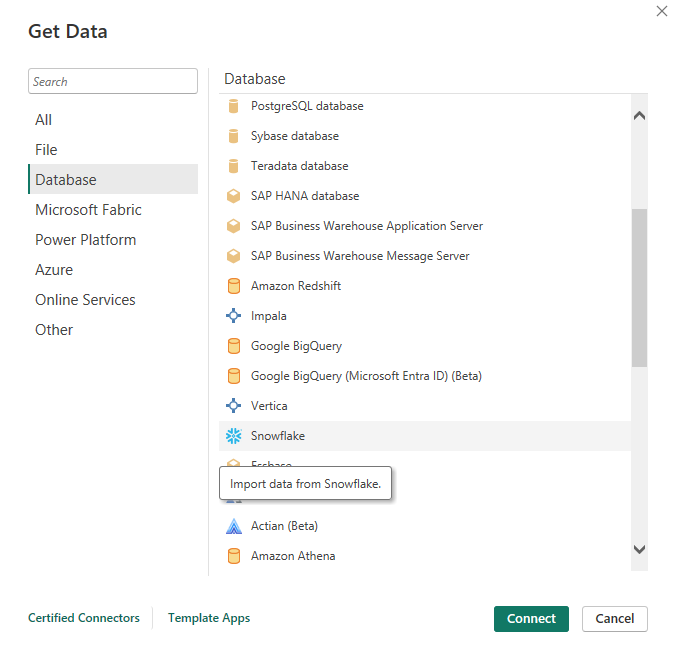 Get Data
Search
All
File
Database
Microsoft Fabric
Power Platform
Azure
Online Services
Other
Database
PostgreSQL database
Sybase database
Teradata database
SAP HANA database
SAP Business Warehouse Application Server
SAP Business Warehouse Message Server
Amazon Redshift
Impala
Google BigQuery
Google BigQuery (Microsoft Entra ID) (Beta)
Vertica
Snowflake
Essbase
Import data from Snowflake.
Actian (Beta)
Amazon Athena
Certified Connectors
Template Apps
Connect
Cancel